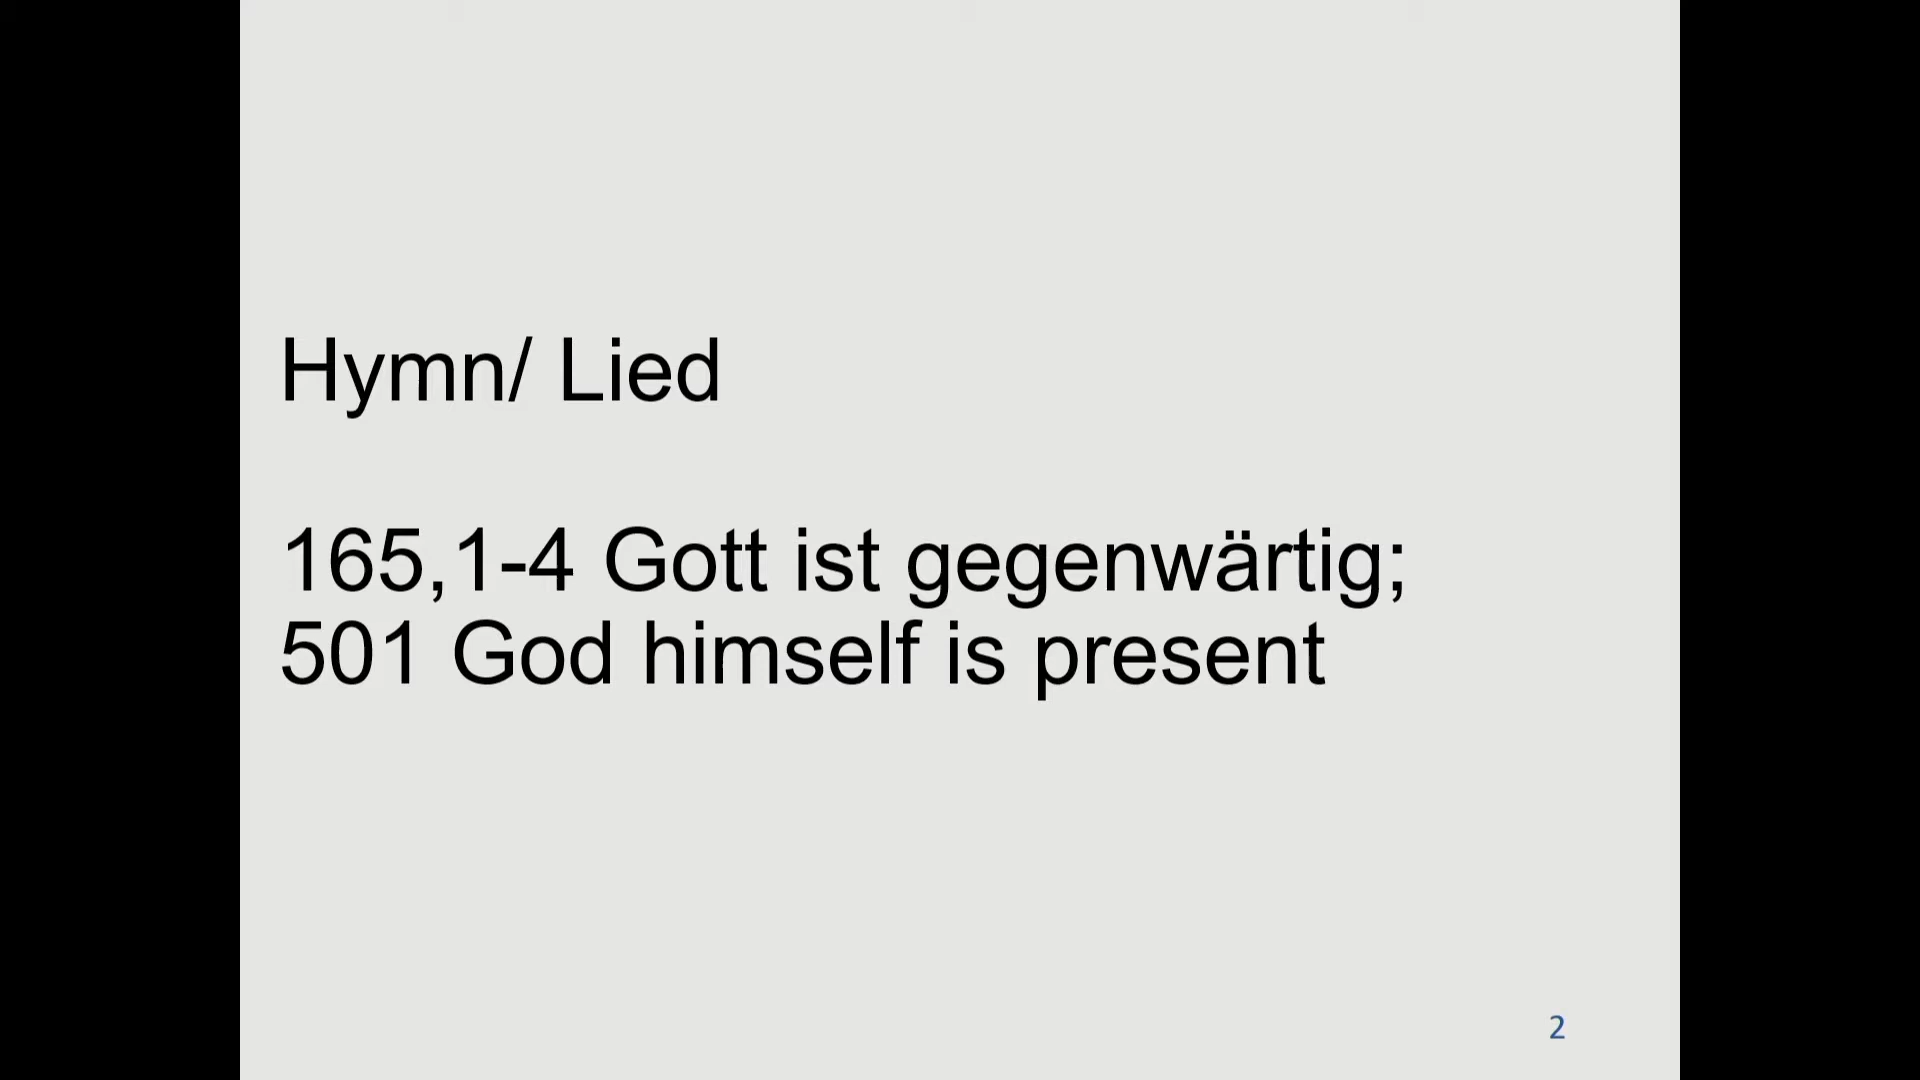 Hymn/ Lied
165,1-4 Gott ist gegenwärtig;
501 God himself is present
2